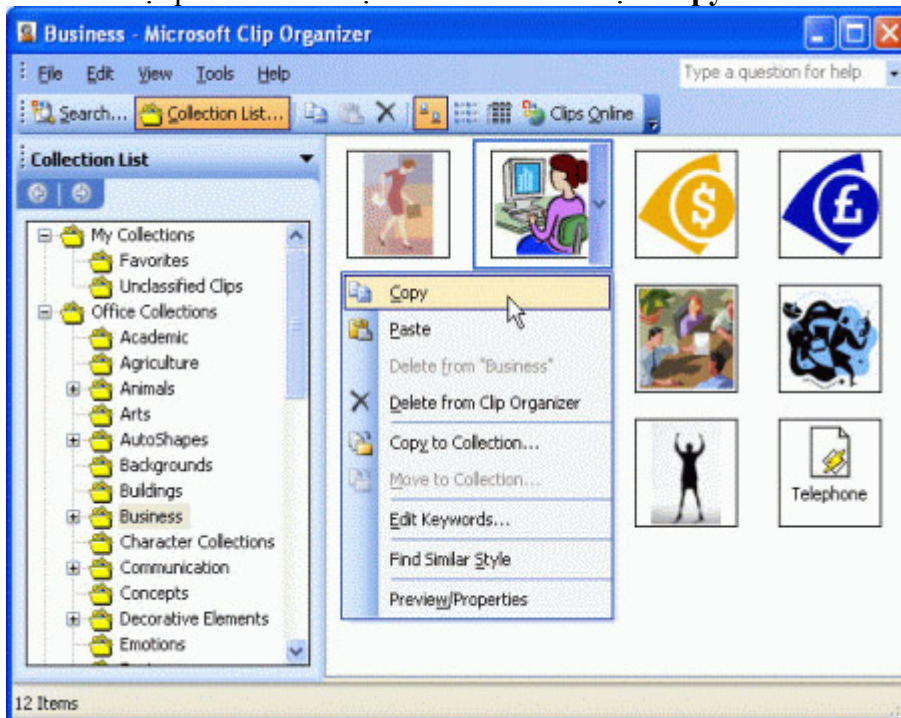 Business - Microsoft Clip Organizer
File Edit View Tools Help
Type a question for help
Search... Collection List... Clips Online
Collection List
My Collections
Favorites
Unclassified Clips
Office Collections
Academic
Agriculture
Animals
Arts
AutoShapes
Backgrounds
Buildings
Business
Character Collections
Communication
Concepts
Decorative Elements
Emotions
$
£
Copy
Paste
Delete from "Business"
Delete from Clip Organizer
Copy to Collection...
Move to Collection...
Edit Keywords...
Find Similar Style
Preview/Properties
Telephone
12 Items